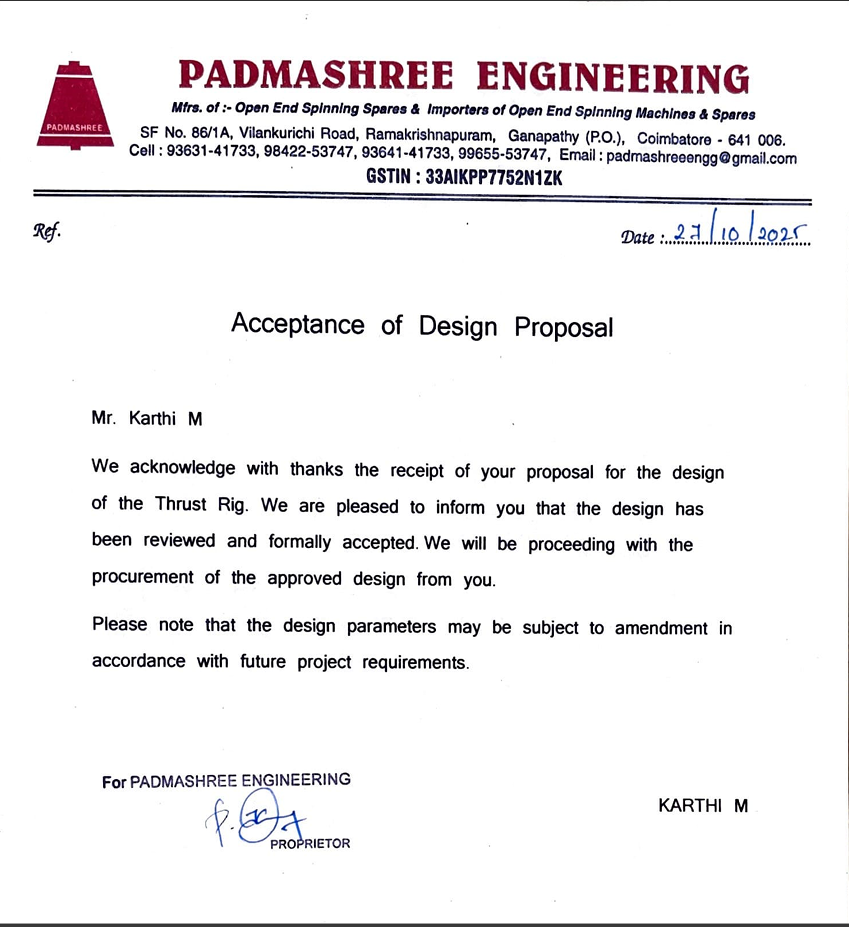 PADMASHREE ENGINEERING
PADMASHREE
Mfrs. of :- Open End Spinning Spares & Importers of Open End Spinning Machines & Spares
SF No. 86/1A, Vilankurichi Road, Ramakrishnapuram, Ganapathy (P.O.), Coimbatore - 641 006.
Cell : 93631-41733, 98422-53747, 93641-41733, 99655-53747, Email : padmashreeengg@gmail.com
GSTIN : 33AIKPP7752N1ZK
Ref.
Date : 27/10/2025
Acceptance of Design Proposal
Mr. Karthi M
We acknowledge with thanks the receipt of your proposal for the design
of the Thrust Rig. We are pleased to inform you that the design has
been reviewed and formally accepted. We will be proceeding with the
procurement of the approved design from you.
Please note that the design parameters may be subject to amendment in
accordance with future project requirements.
For PADMASHREE ENGINEERING
KARTHI M
PROPRIETOR